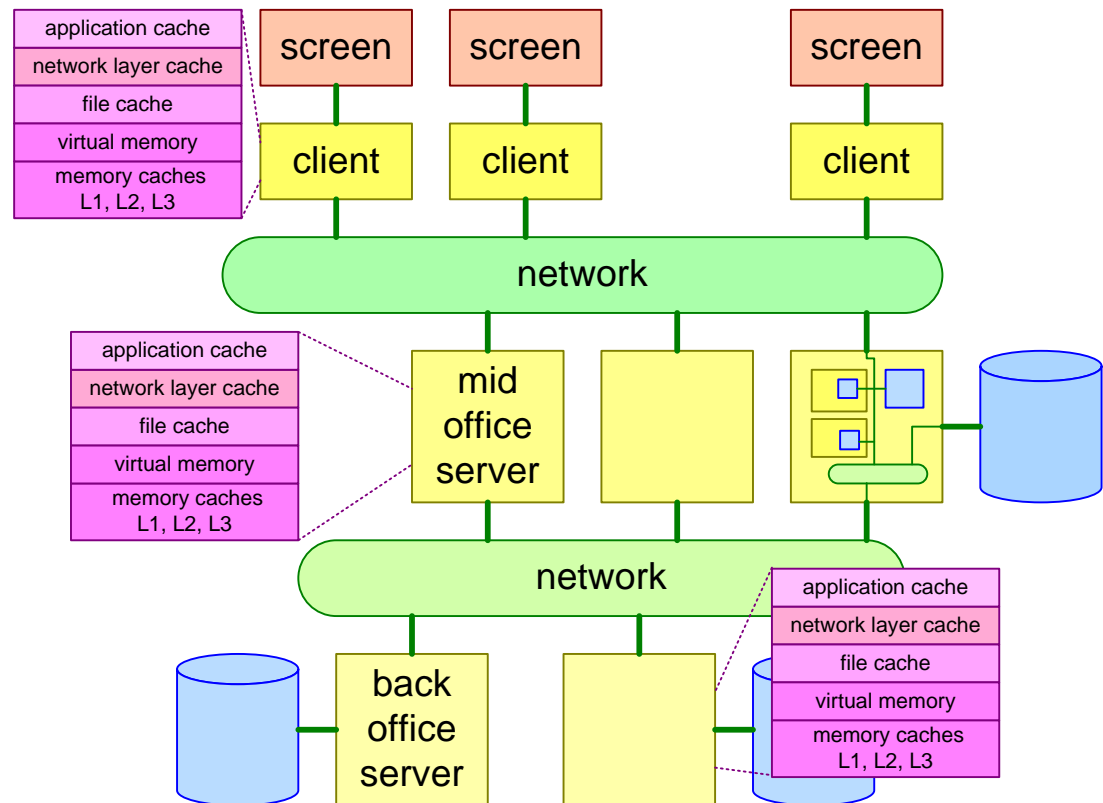 application cache
network layer cache
file cache
virtual memory
memory caches
L1, L2, L3
screen
screen
screen
client
client
client
network
application cache
network layer cache
file cache
virtual memory
memory caches
L1, L2, L3
mid
office
server
network
application cache
network layer cache
file cache
virtual memory
memory caches
L1, L2, L3
back
office
server